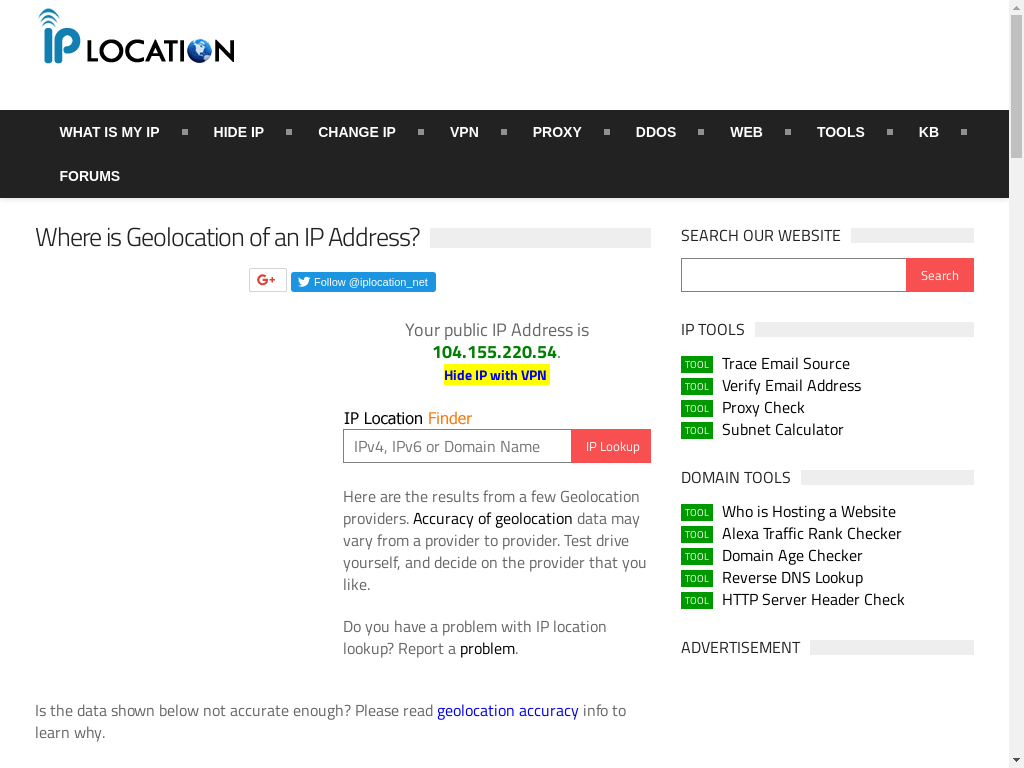 IP LOCATION
WHAT IS MY IP
HIDE IP
CHANGE IP
VPN
PROXY
DDOS
WEB
TOOLS
KB
FORUMS
Where is Geolocation of an IP Address?
G+
Follow @iplocation_net
Your public IP Address is
104.155.220.54.
Hide IP with VPN
IP Location Finder
IPv4, IPv6 or Domain Name
IP Lookup
Here are the results from a few Geolocation
providers. Accuracy of geolocation data may
vary from a provider to provider. Test drive
yourself, and decide on the provider that you
like.
Do you have a problem with IP location
lookup? Report a problem.
Is the data shown below not accurate enough? Please read geolocation accuracy info to
learn why.
SEARCH OUR WEBSITE
Search
IP TOOLS
TOOL Trace Email Source
TOOL Verify Email Address
TOOL Proxy Check
TOOL Subnet Calculator
DOMAIN TOOLS
TOOL Who is Hosting a Website
TOOL Alexa Traffic Rank Checker
TOOL Domain Age Checker
TOOL Reverse DNS Lookup
TOOL HTTP Server Header Check
ADVERTISEMENT